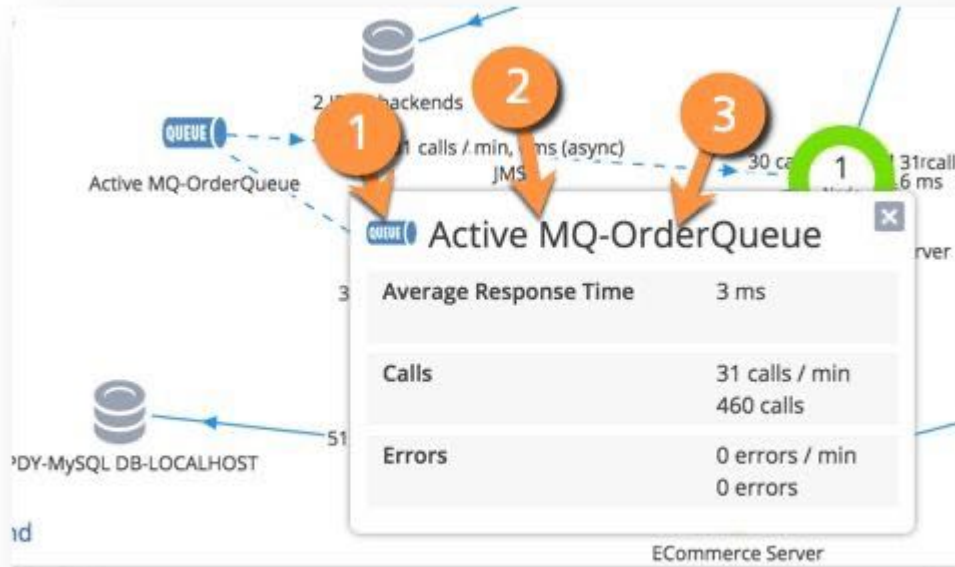 2
backends
1
2
3
QUEUE
1 calls / min, ms (async)
JMS
30 ca
1
31rcall
6 ms
Active MQ-OrderQueue
QUEUE
Active MQ-OrderQueue
rver
Average Response Time 3 ms
3
Calls 31 calls / min
460 calls
51
PDY-MySQL DB-LOCALHOST
Errors 0 errors / min
0 errors
nd
ECommerce Server